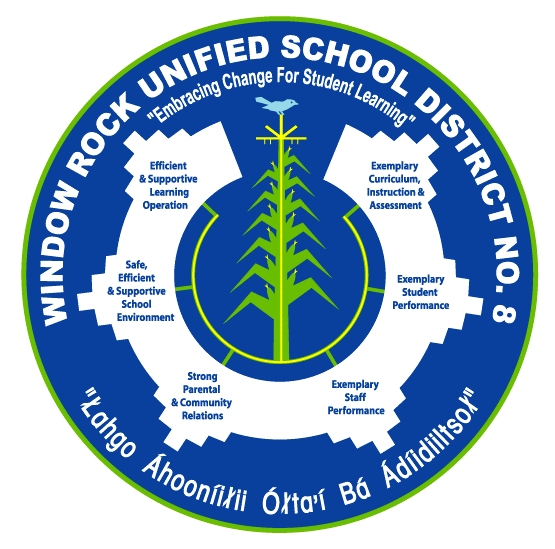 WINDOW ROCK UNIFIED SCHOOL DISTRICT NO. 8
"Embracing Change For Student Learning"
Efficient
& Supportive
Learning
Operation
Exemplary
Curriculum,
Instruction &
Assessment
Safe,
Efficient
& Supportive
School
Environment
Exemplary
Student
Performance
Strong
Parental
& Community
Relations
Exemplary
Staff
Performance
"Łahgo Áhooníiłii Ółta'í Bá Ádíidiiltsoł"